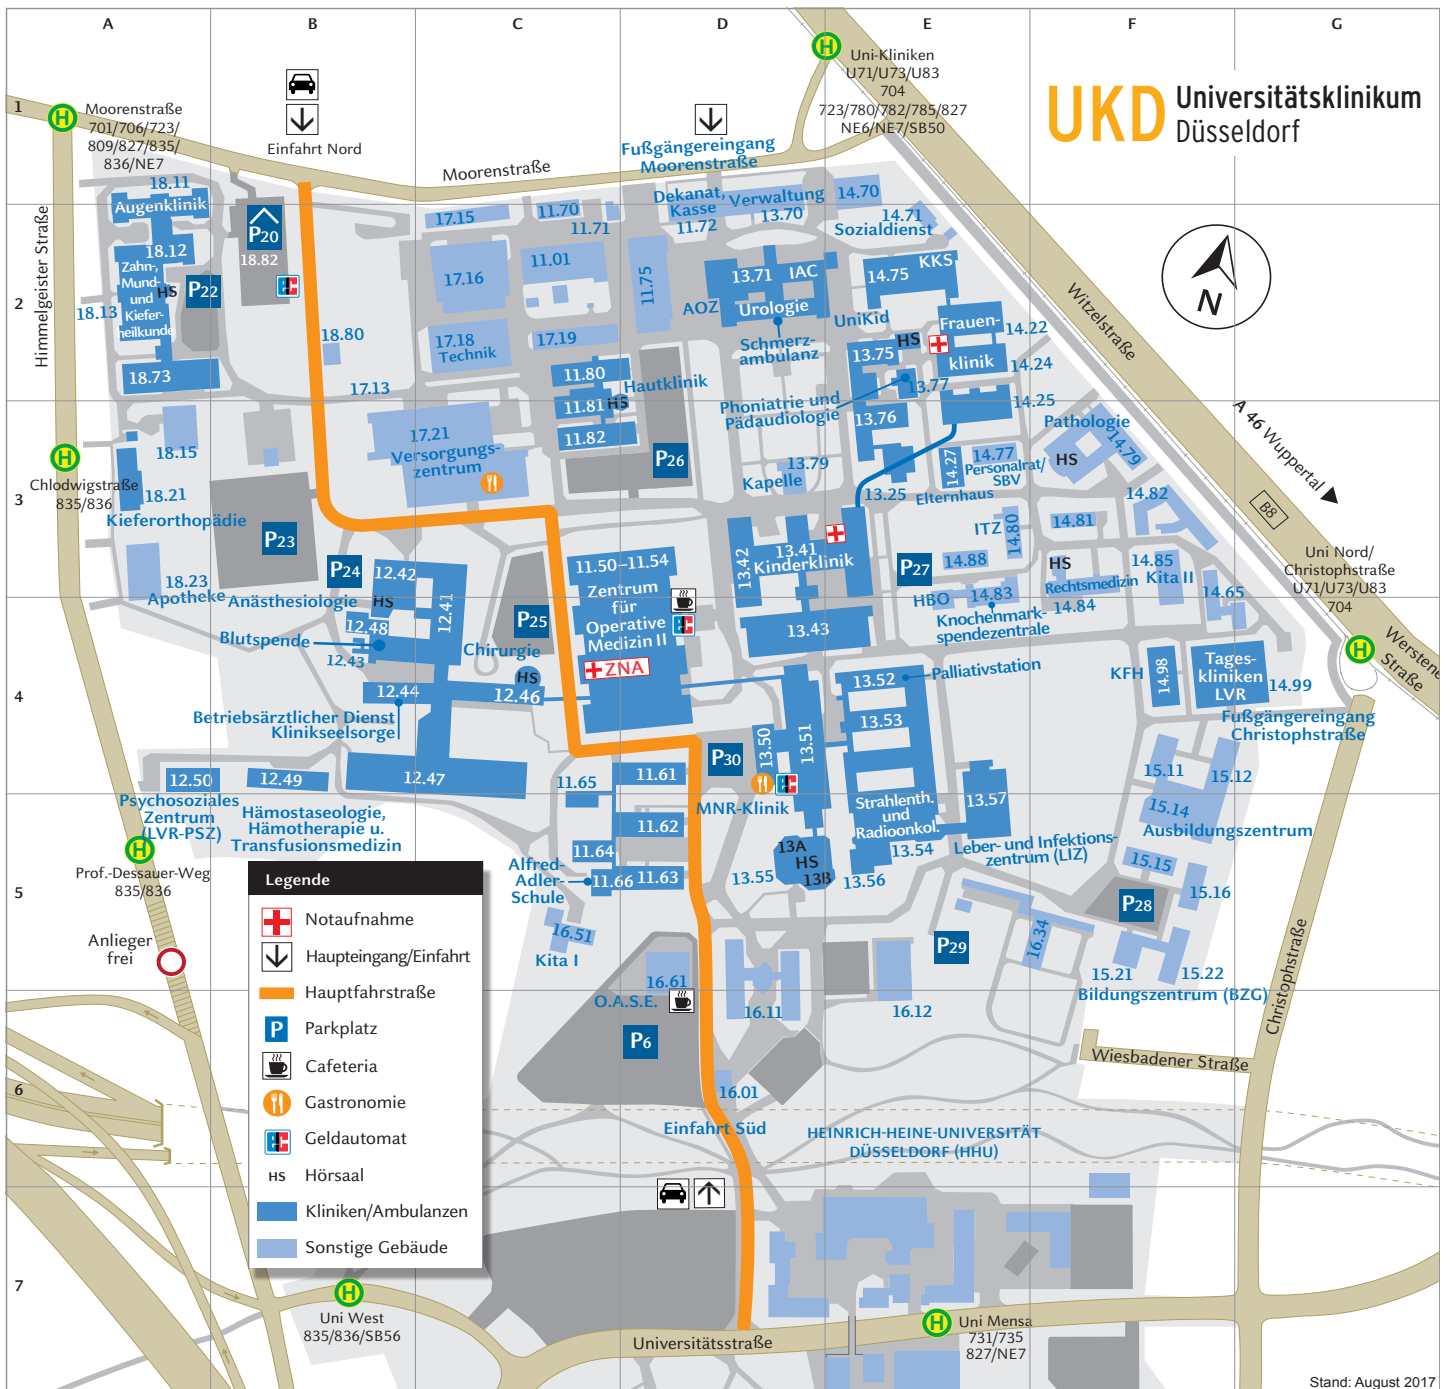 A
B
C
D
E
F
G
1
2
3
4
5
6
7
UKD Universitätsklinikum
Düsseldorf
Moorenstraße
701/706/723/
809/827/835/
836/NE7
Einfahrt Nord
Moorenstraße
Fußgängereingang
Moorenstraße
Uni-Kliniken
U71/U73/U83
704
723/780/782/785/827
NE6/NE7/SB50
Himmelgeister Straße
18.11
Augenklinik
18.12
Zahn-,
Mund-
und
Kiefer-
heilkunde
HS
P22
18.13
18.73
P20
18.82
18.80
17.13
17.15
11.70
11.71
17.16
11.01
17.18
Technik
17.19
11.75
Dekanat,
Kasse
11.72
Verwaltung
13.70
14.70
14.71
Sozialdienst
13.71
IAC
AOZ
Urologie
Schmerz-
ambulanz
14.75
KKS
UniKid
HS
Frauen-
klinik
14.22
14.24
14.25
13.75
13.77
13.76
Phoniatrie und
Pädaudiologie
Witzelstraße
A 46 Wuppertal
B8
N
11.80
11.81
HS
11.82
Hautklinik
P26
17.21
Versorgungs-
zentrum
18.15
18.21
Kieferorthopädie
Chlodwigstraße
835/836
18.23
Apotheke
P23
P24
Anästhesiologie
12.42
HS
12.41
12.48
Blutspende
12.43
12.44
Betriebsärztlicher Dienst
Klinikseelsorge
P25
Chirurgie
HS
12.46
11.50–11.54
Zentrum
für
Operative
Medizin II
ZNA
13.79
Kapelle
13.25
13.42
13.41
Kinderklinik
13.43
14.27
14.77
Personalrat/
SBV
Elternhaus
ITZ
14.80
14.88
P27
HBO
14.83
Knochenmark-
spendezentrale
Pathologie
14.79
HS
14.82
14.81
HS
Rechtsmedizin
14.84
14.85
Kita II
14.65
Uni Nord/
Christophstraße
U71/U73/U83
704
Werstener
Straße
KFH
14.98
Tages-
kliniken
LVR
14.99
Fußgängereingang
Christophstraße
13.52
Palliativstation
13.53
13.50
13.51
P30
MNR-Klinik
Strahlenth.
und
Radioonkol.
13.57
13.54
Leber- und Infektions-
zentrum (LIZ)
13A
HS
13B
13.55
13.56
12.50
Psychosoziales
Zentrum
(LVR-PSZ)
12.49
Hämostaseologie,
Hämotherapie u.
Transfusionsmedizin
12.47
11.65
11.61
11.62
11.64
11.66
11.63
Alfred-
Adler-
Schule
16.51
Kita I
15.11
15.12
15.14
Ausbildungszentrum
15.15
15.16
P28
15.21
15.22
Bildungszentrum (BZG)
16.34
P29
16.12
16.11
16.61
O.A.S.E.
P6
16.01
Einfahrt Süd
HEINRICH-HEINE-UNIVERSITÄT
DÜSSELDORF (HHU)
Wiesbadener Straße
Christophstraße
Prof.-Dessauer-Weg
835/836
Anlieger
frei
Legende
Notaufnahme
Haupteingang/Einfahrt
Hauptfahrstraße
P Parkplatz
Cafeteria
Gastronomie
Geldautomat
HS Hörsaal
Kliniken/Ambulanzen
Sonstige Gebäude
H
Uni West
835/836/SB56
Universitätsstraße
H
Uni Mensa
731/735
827/NE7
Stand: August 2017